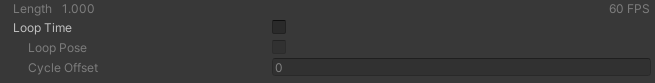 Length 1.000 60 FPS
Loop Time
Loop Pose
Cycle Offset 0